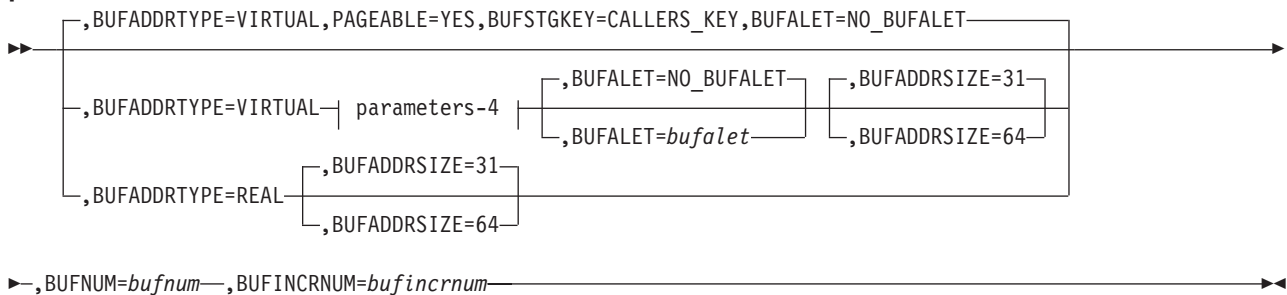 ,BUFADDRTYPE=VIRTUAL,PAGEABLE=YES,BUFSTGKEY=CALLERS_KEY,BUFALET=NO_BUFALET
,BUFALET=NO_BUFALET ,BUFADDRSIZE=31
,BUFADDRTYPE=VIRTUAL parameters-4
,BUFALET=bufalet ,BUFADDRSIZE=64
,BUFADDRSIZE=31
,BUFADDRTYPE=REAL
,BUFADDRSIZE=64
,BUFNUM=bufnum ,BUFINCRNUM=bufincrnum